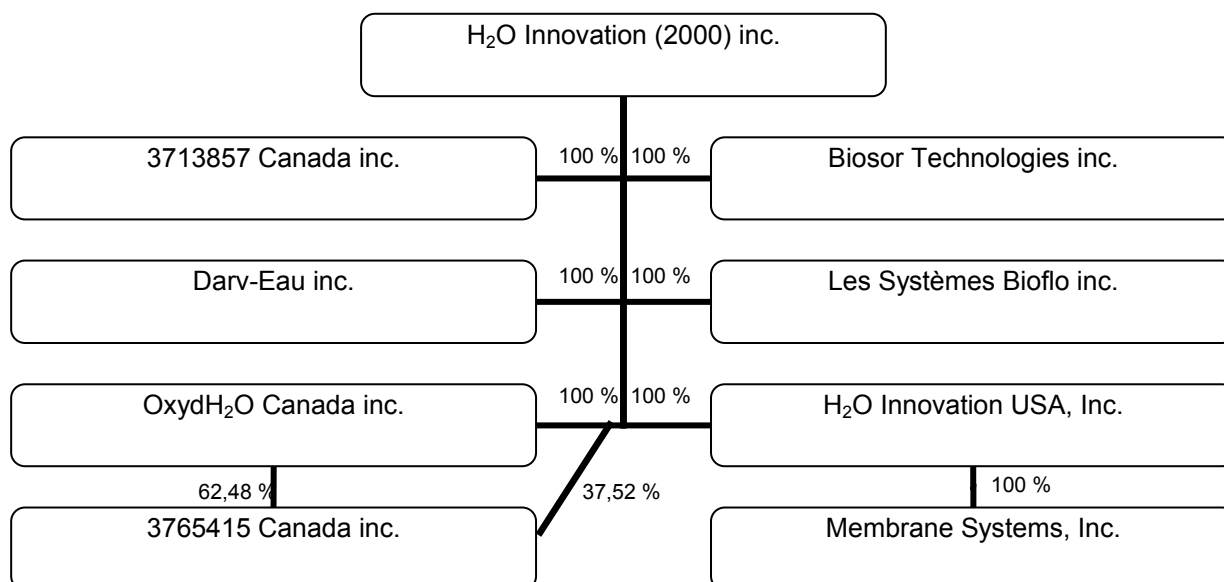 H₂O Innovation (2000) inc.
3713857 Canada inc.
100 %
100 %
Biosor Technologies inc.
Darv-Eau inc.
100 %
100 %
Les Systèmes Bioflo inc.
OxydH₂O Canada inc.
100 %
100 %
H₂O Innovation USA, Inc.
62,48 %
37,52 %
100 %
3765415 Canada inc.
Membrane Systems, Inc.